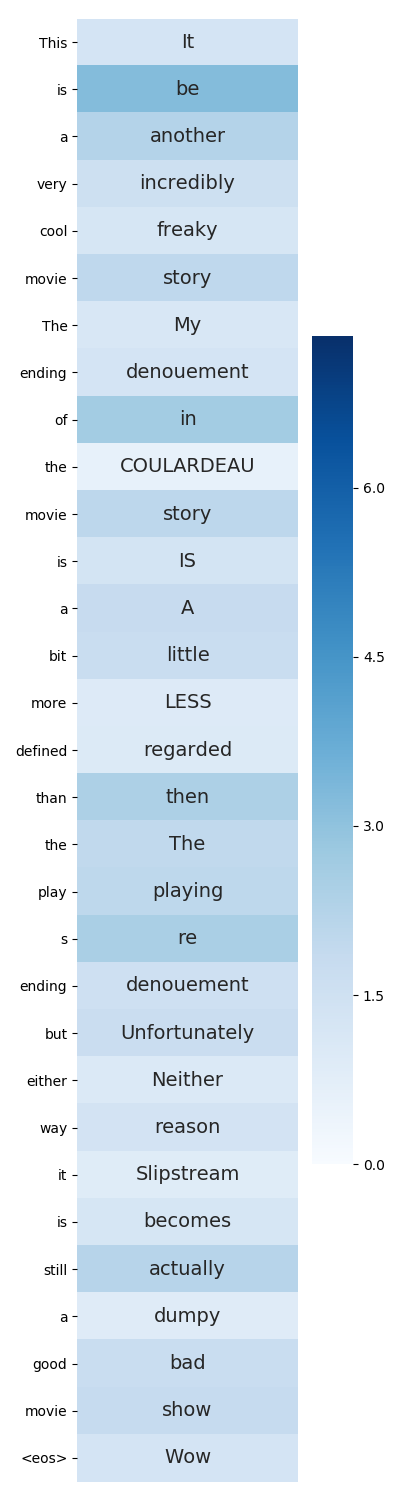 This It
is be
a another
very incredibly
cool freaky
movie story
The My
ending denouement
of in
the COULARDEAU
movie story
is IS
a A
bit little
more LESS
defined regarded
than then
the The
play playing
s re
ending denouement
but Unfortunately
either Neither
way reason
it Slipstream
is becomes
still actually
a dumpy
good bad
movie show
<eos> Wow
6.0
4.5
3.0
1.5
0.0